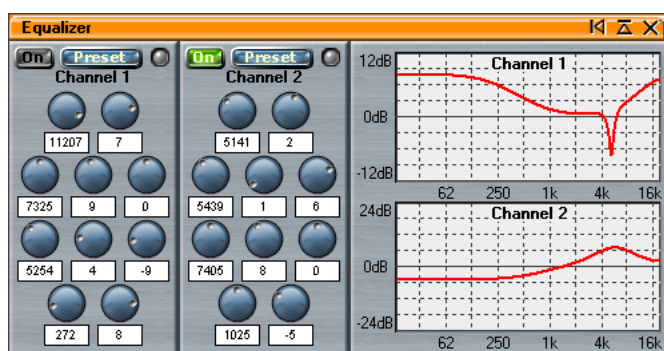 Equalizer
On Preset
Channel 1
11207 7
7325 9 0
5254 4 -9
272 8
On Preset
Channel 2
5141 2
5439 1 6
7405 8 0
1025 -5
Channel 1
12dB
0dB
-12dB
62 250 1k 4k 16k
Channel 2
24dB
0dB
-24dB
62 250 1k 4k 16k